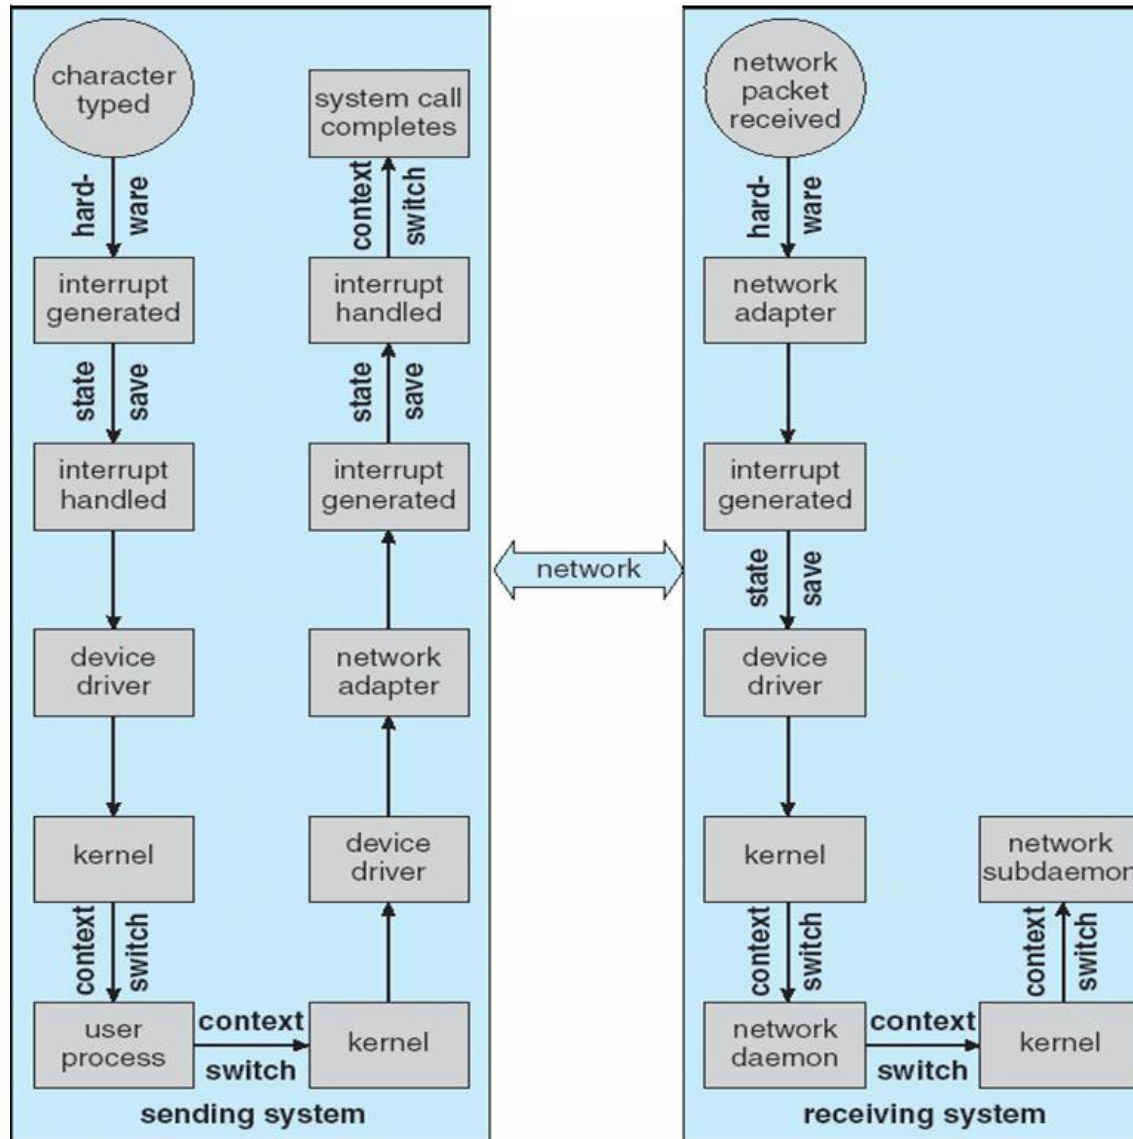 character
typed
hard-
ware
interrupt
generated
state
save
interrupt
handled
device
driver
kernel
context
switch
user
process
context
switch
kernel
device
driver
network
adapter
interrupt
generated
state
save
interrupt
handled
context
switch
system call
completes
sending system
network
network
packet
received
hard-
ware
network
adapter
interrupt
generated
state
save
device
driver
kernel
context
switch
network
daemon
context
switch
kernel
context
switch
network
subdaemon
receiving system